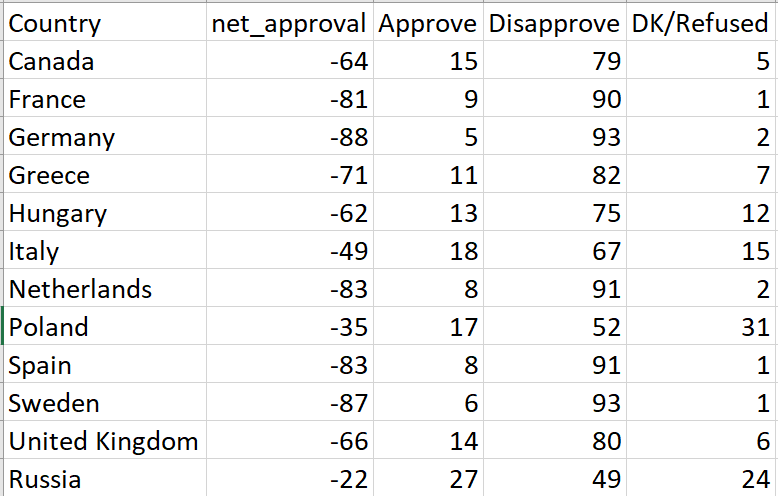 Country net_approval Approve Disapprove DK/Refused
Canada -64 15 79 5
France -81 9 90 1
Germany -88 5 93 2
Greece -71 11 82 7
Hungary -62 13 75 12
Italy -49 18 67 15
Netherlands -83 8 91 2
Poland -35 17 52 31
Spain -83 8 91 1
Sweden -87 6 93 1
United Kingdom -66 14 80 6
Russia -22 27 49 24